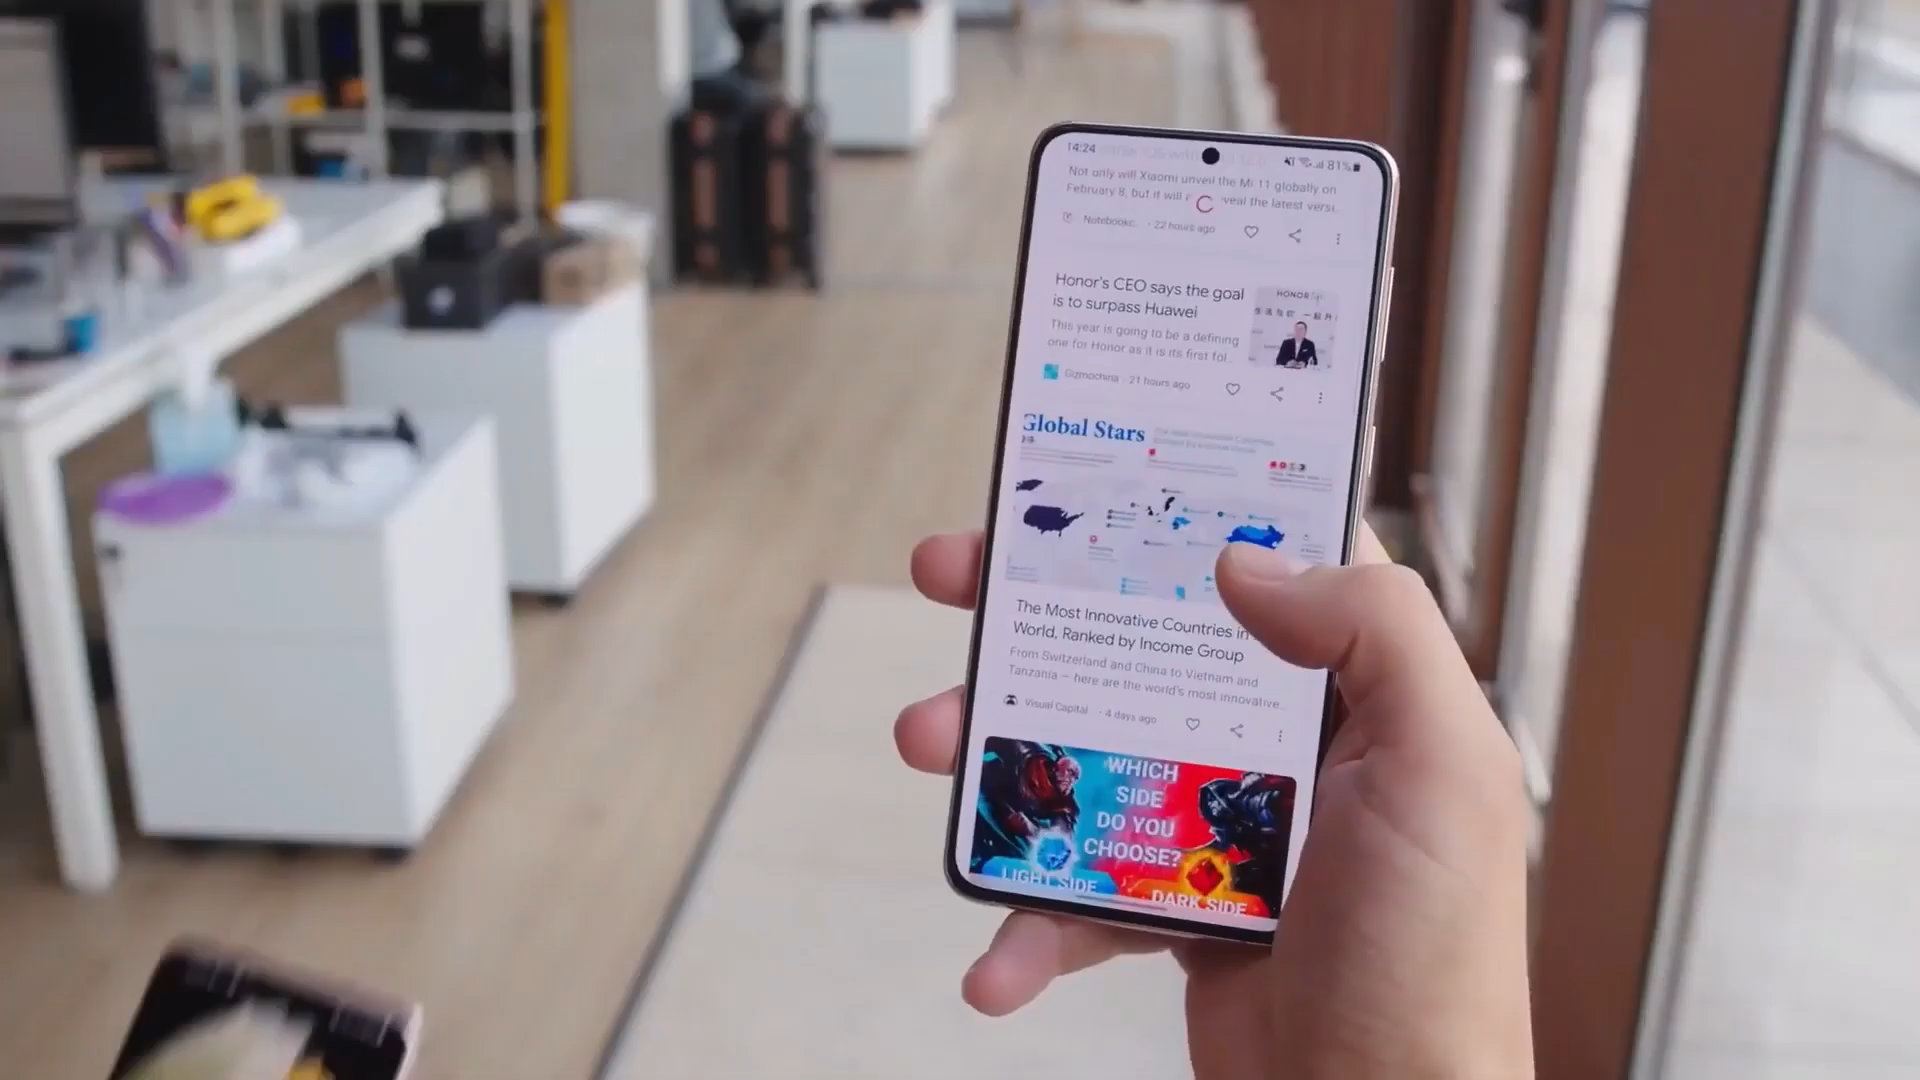 14:24
81%
Not only will Xiaomi unveil the Mi 11 globally on
February 8, but it will veal the latest versi..
Notebookc.. · 22 hours ago
Honor's CEO says the goal
is to surpass Huawei
This year is going to be a defining
one for Honor as it is its first fol...
Gizmochina · 21 hours ago
HONOR
Global Stars
The Most Innovative Countries in
World, Ranked by Income Group
From Switzerland and China to Vietnam and
Tanzania – here are the world's most innovative...
Visual Capital.. · 4 days ago
WHICH
SIDE
DO YOU
CHOOSE?
LIGHT SIDE
DARK SIDE